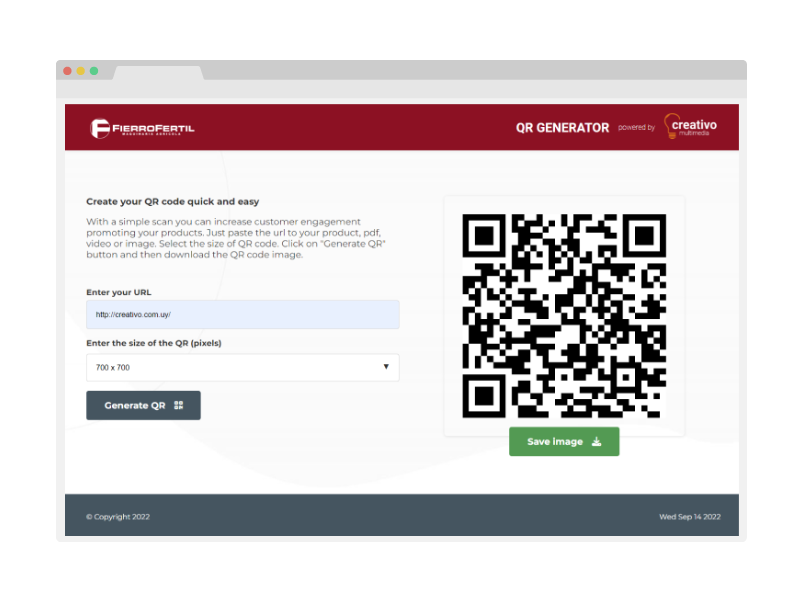 FIERROFERTIL
MAQUINARIA AGRÍCOLA
QR GENERATOR powered by creativo
multimedia
Create your QR code quick and easy
With a simple scan you can increase customer engagement
promoting your products. Just paste the url to your product, pdf,
video or image. Select the size of QR code. Click on "Generate QR"
button and then download the QR code image.
Enter your URL
http://creativo.com.uy/
Enter the size of the QR (pixels)
700 x 700
Generate QR
Save image
© Copyright 2022
Wed Sep 14 2022